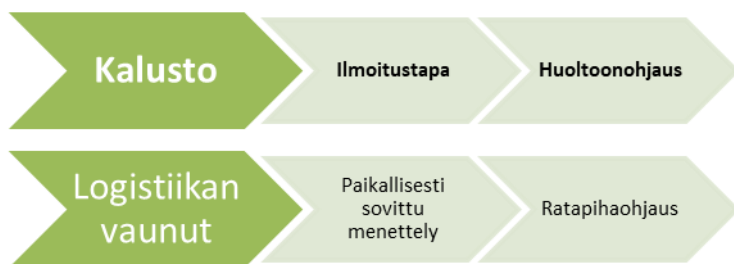 Kalusto
Ilmoitustapa
Huoltoonohjaus
Logistiikan
vaunut
Paikallisesti
sovittu
menettely
Ratapihaohjaus